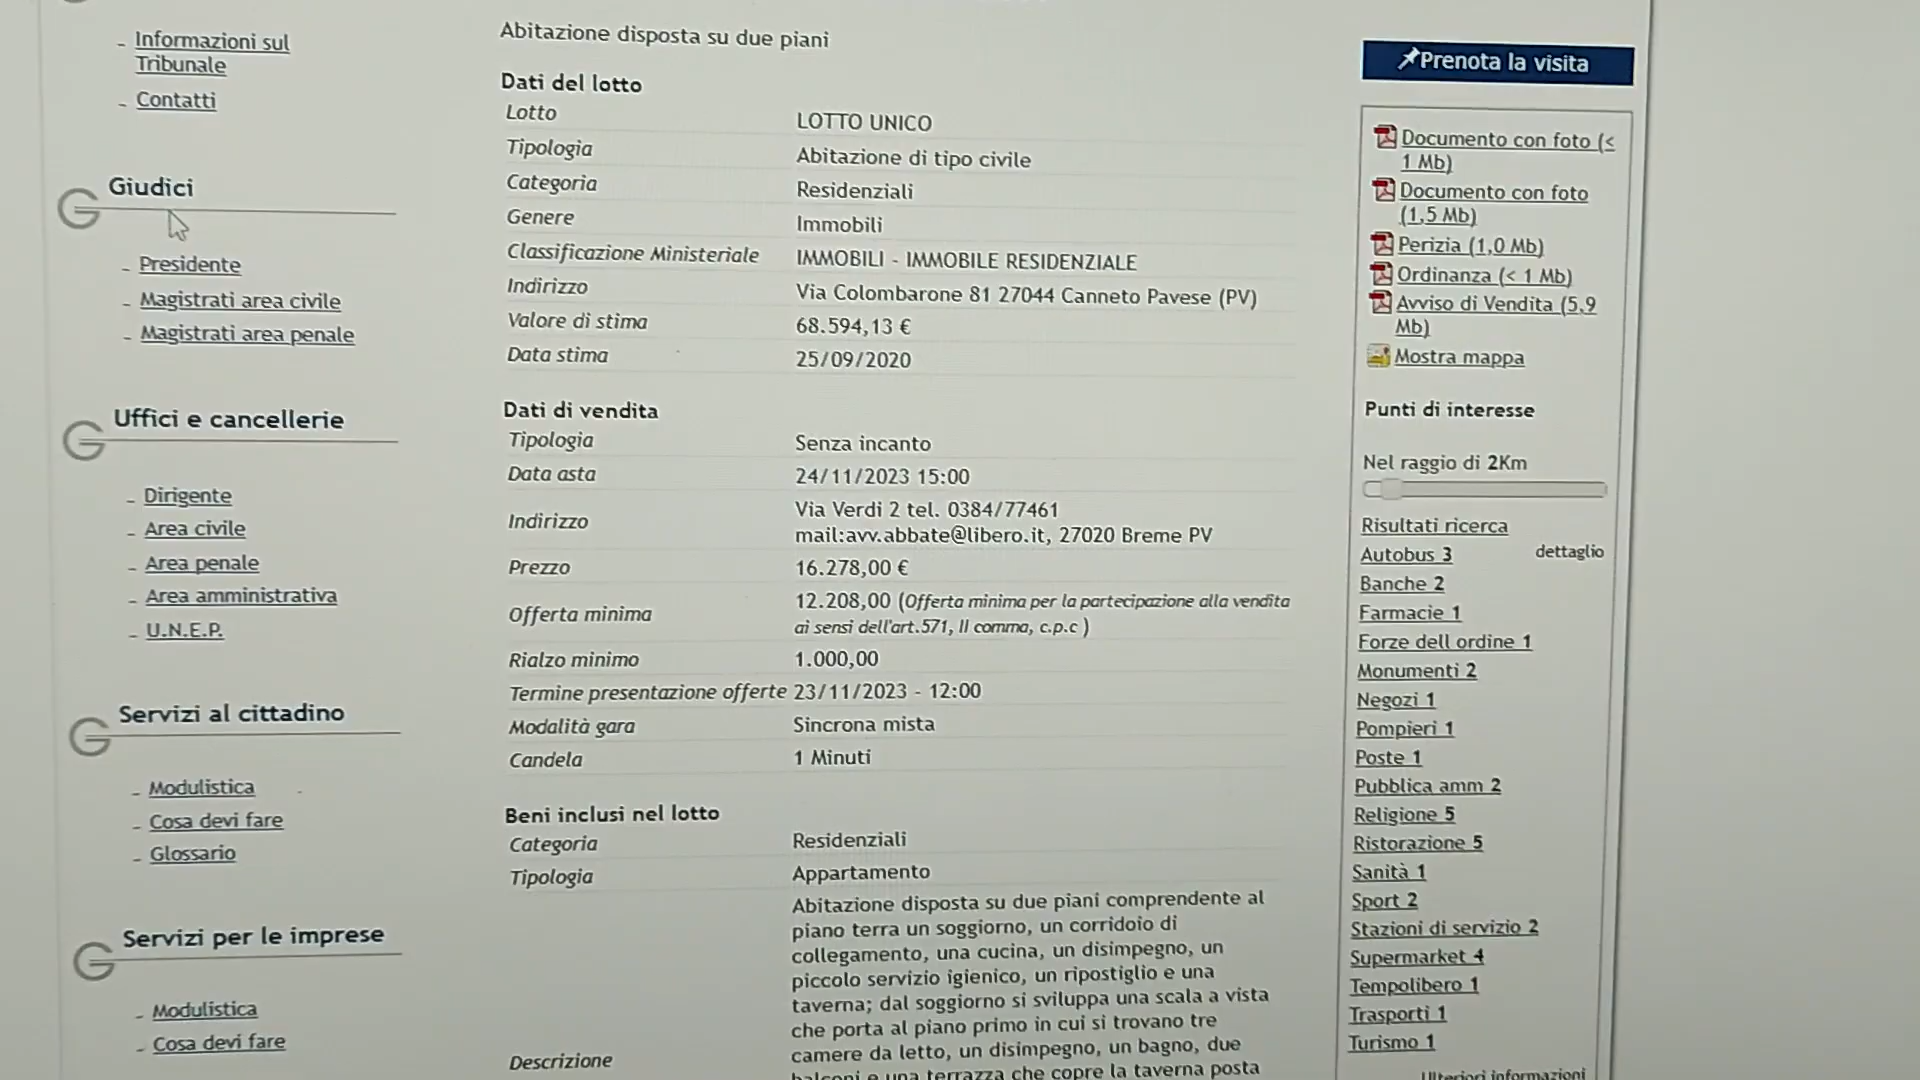 Informazioni sul
Tribunale
Contatti
Giudici
Presidente
Magistrati area civile
Magistrati area penale
Uffici e cancellerie
Dirigente
Area civile
Area penale
Area amministrativa
U.N.E.P.
Servizi al cittadino
Modulistica
Cosa devi fare
Glossario
Servizi per le imprese
Modulistica
Cosa devi fare
Abitazione disposta su due piani
Dati del lotto
Lotto LOTTO UNICO
Tipologia Abitazione di tipo civile
Categoria Residenziali
Genere Immobili
Classificazione Ministeriale IMMOBILI - IMMOBILE RESIDENZIALE
Indirizzo Via Colombarone 81 27044 Canneto Pavese (PV)
Valore di stima 68.594,13 €
Data stima 25/09/2020
Dati di vendita
Tipologia Senza incanto
Data asta 24/11/2023 15:00
Indirizzo Via Verdi 2 tel. 0384/77461
mail:avv.abbate@libero.it, 27020 Breme PV
Prezzo 16.278,00 €
Offerta minima 12.208,00 (Offerta minima per la partecipazione alla vendita
ai sensi dell'art.571, II comma, c.p.c )
Rialzo minimo 1.000,00
Termine presentazione offerte 23/11/2023 - 12:00
Modalità gara Sincrona mista
Candela 1 Minuti
Beni inclusi nel lotto
Categoria Residenziali
Tipologia Appartamento
Descrizione Abitazione disposta su due piani comprendente al
piano terra un soggiorno, un corridoio di
collegamento, una cucina, un disimpegno, un
piccolo servizio igienico, un ripostiglio e una
taverna; dal soggiorno si sviluppa una scala a vista
che porta al piano primo in cui si trovano tre
camere da letto, un disimpegno, un bagno, due
balconi e una terrazza che copre la taverna posta
Prenota la visita
Documento con foto (<
1 Mb)
Documento con foto
(1,5 Mb)
Perizia (1,0 Mb)
Ordinanza (< 1 Mb)
Avviso di Vendita (5,9
Mb)
Mostra mappa
Punti di interesse
Nel raggio di 2Km
Risultati ricerca
Autobus 3 dettaglio
Banche 2
Farmacie 1
Forze dell ordine 1
Monumenti 2
Negozi 1
Pompieri 1
Poste 1
Pubblica amm 2
Religione 5
Ristorazione 5
Sanità 1
Sport 2
Stazioni di servizio 2
Supermarket 4
Tempolibero 1
Trasporti 1
Turismo 1
Ulteriori informazioni